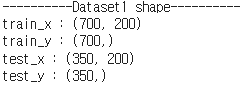 ----------Dataset1 shape----------
train_x : (700, 200)
train_y : (700,)
test_x : (350, 200)
test_y : (350,)